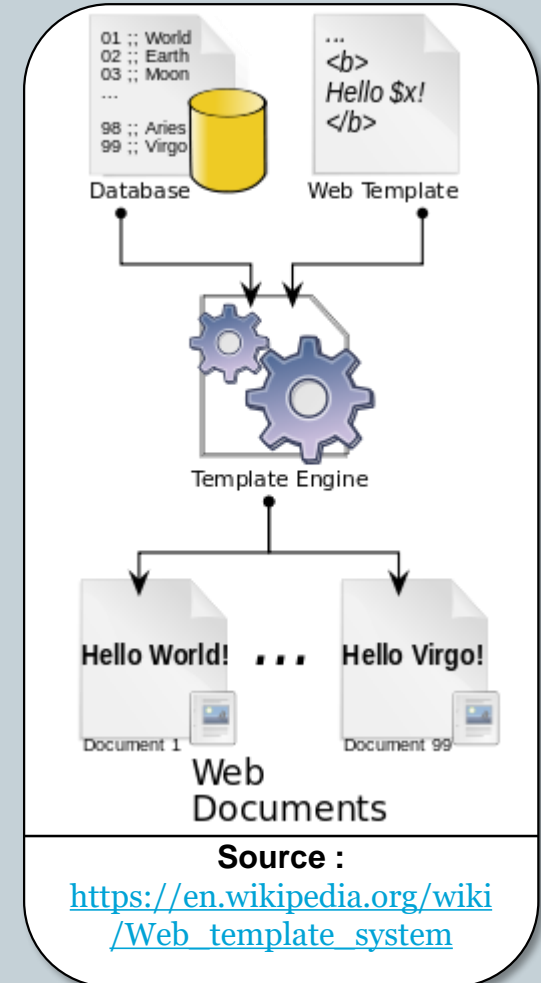 01 ;; World
02 ;; Earth
03 ;; Moon
...
98 ;; Aries
99 ;; Virgo
Database
...
<b>
Hello $x!
</b>
Web Template
Template Engine
Hello World!
...
Hello Virgo!
Document 1
Document 99
Web
Documents
Source :
https://en.wikipedia.org/wiki
/Web_template_system